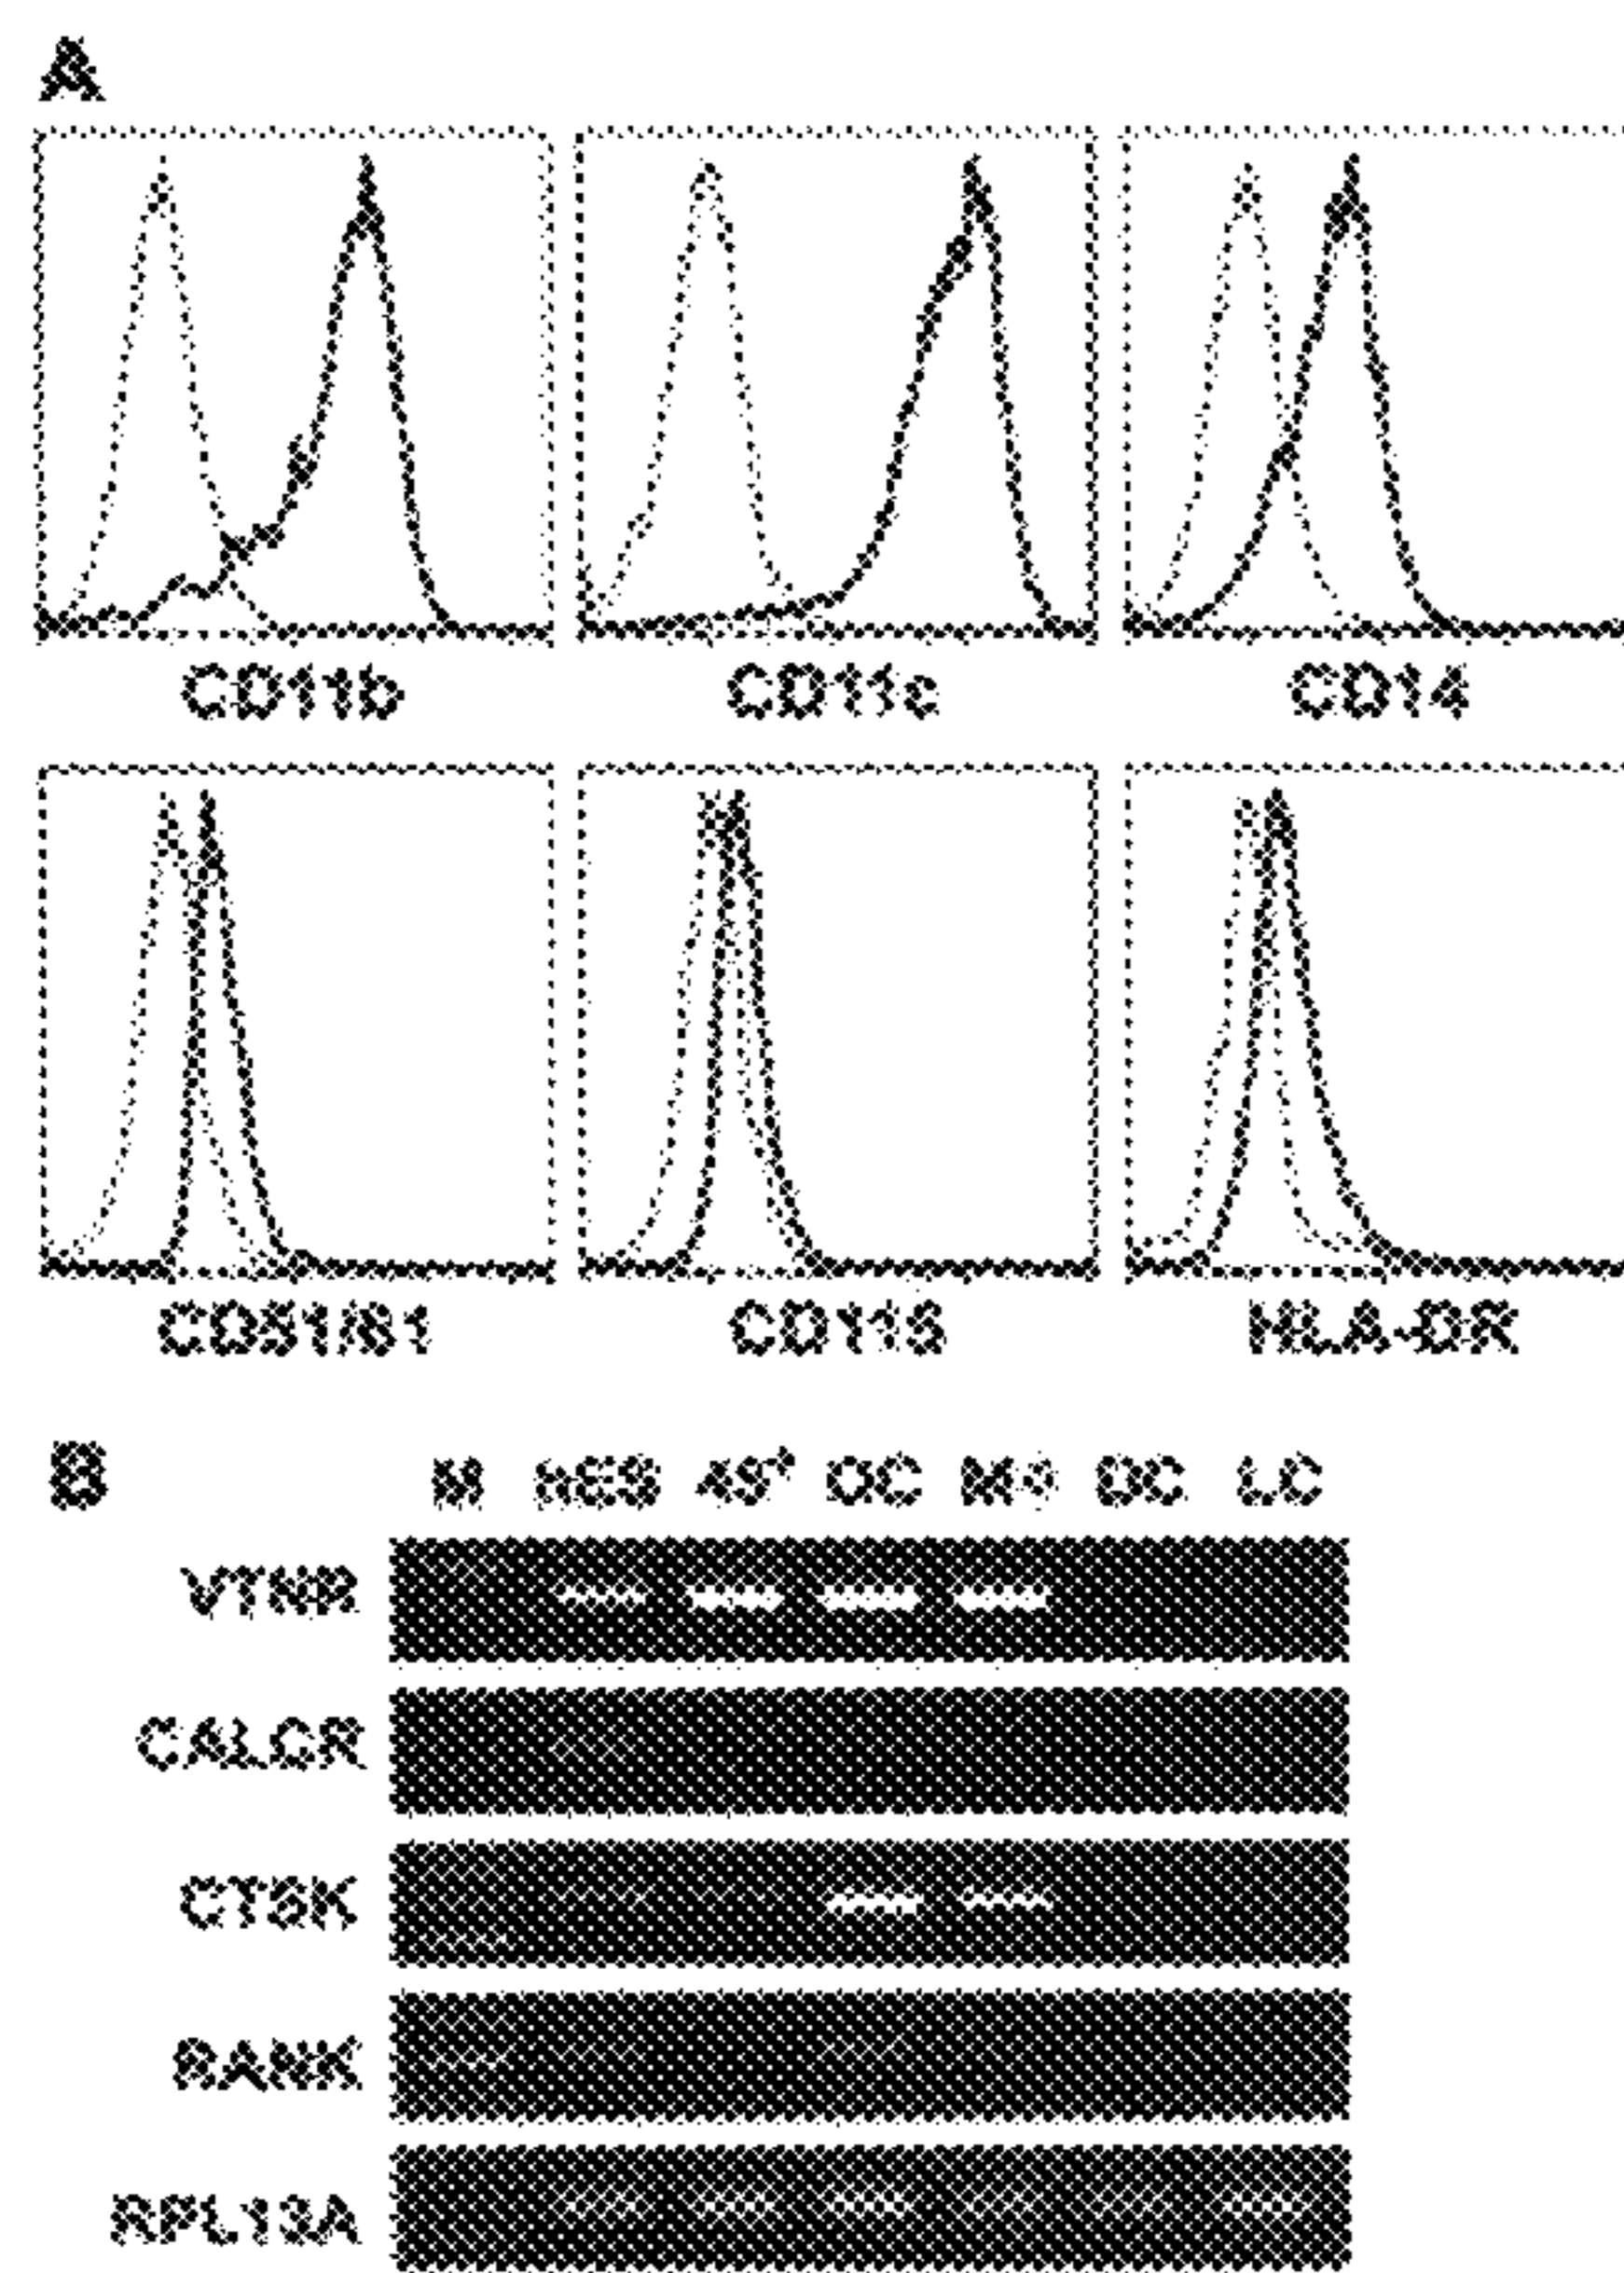 A
CD11b CD11c CD14
CD51/61 CD115 HLA-DR
B M hES 45⁺ OC Mφ DC LC
VTNR
CALCR
CTSK
RANK
RPL13A